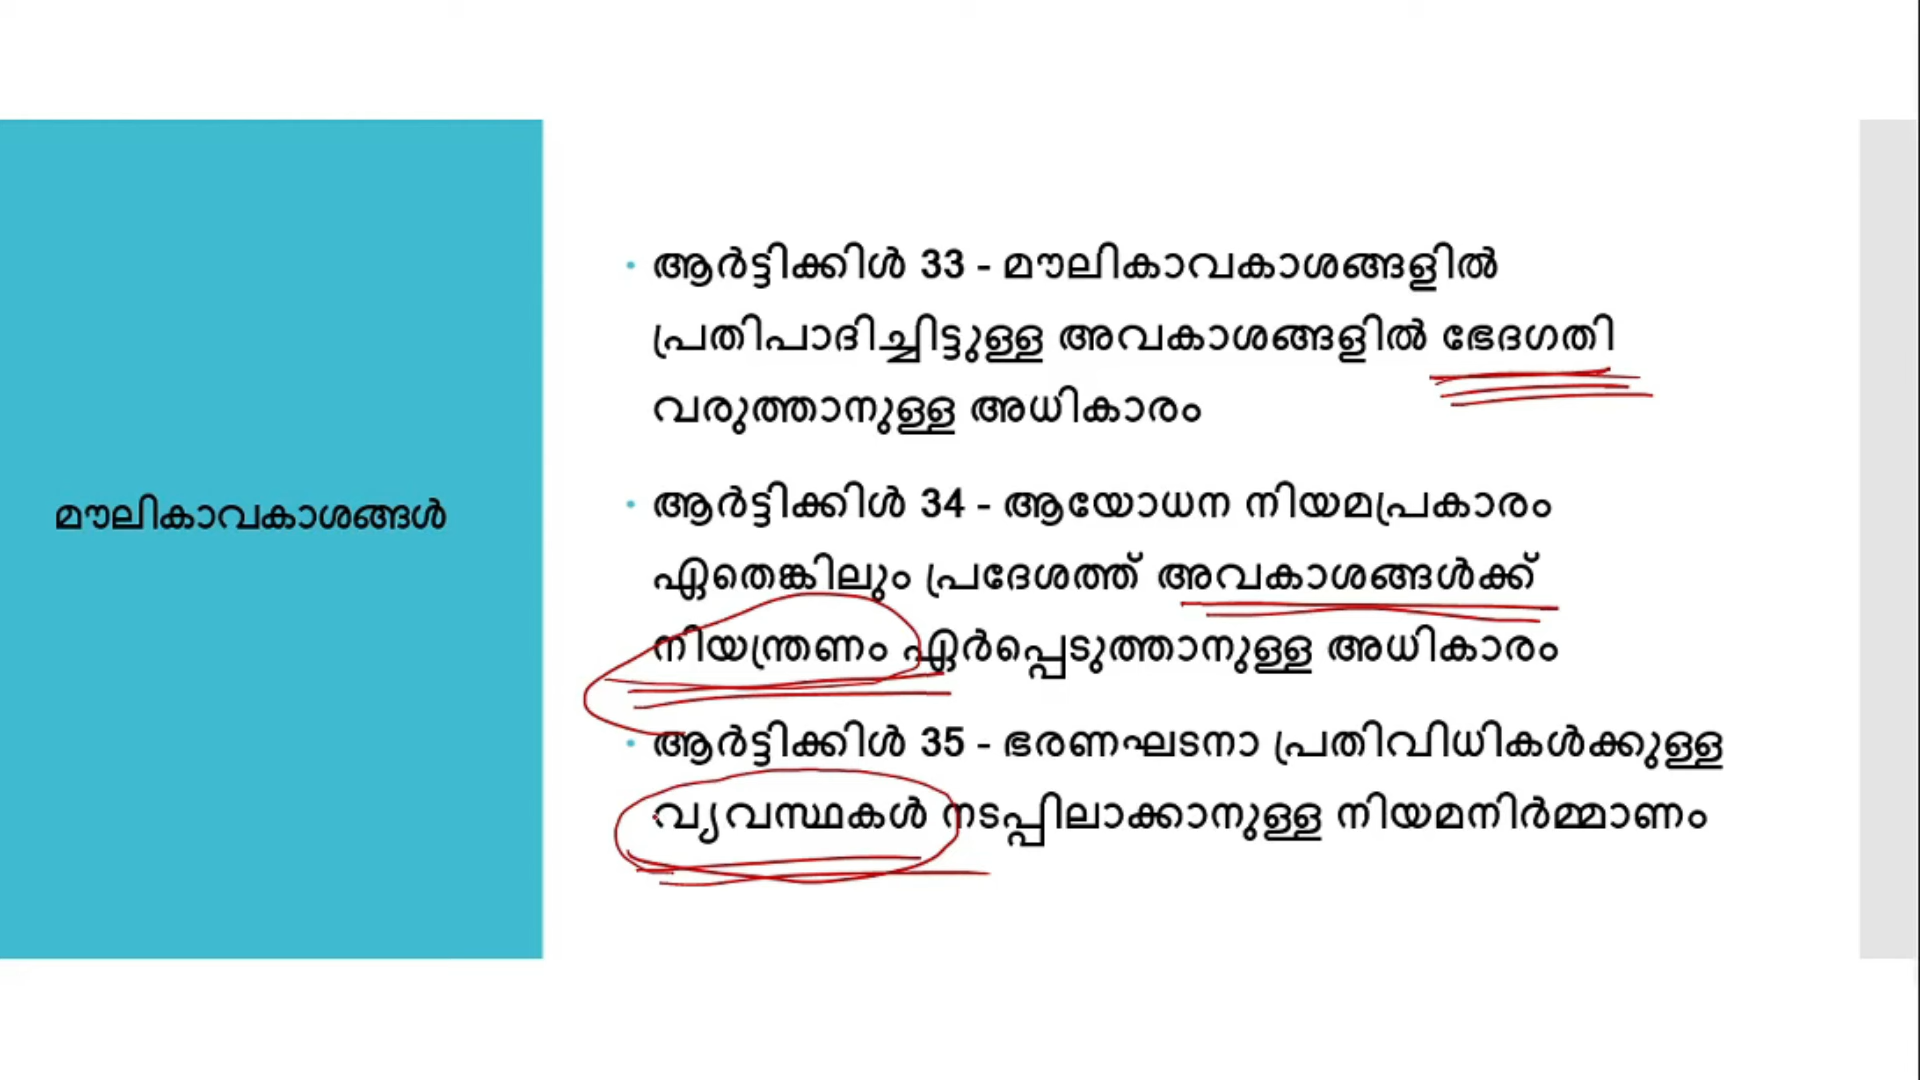 മൗലികാവകാശങ്ങൾ
• ആർട്ടിക്കിൾ 33 - മൗലികാവകാശങ്ങളിൽ
പ്രതിപാദിച്ചിട്ടുള്ള അവകാശങ്ങളിൽ ഭേദഗതി
വരുത്താനുള്ള അധികാരം
• ആർട്ടിക്കിൾ 34 - ആയോധന നിയമപ്രകാരം
ഏതെങ്കിലും പ്രദേശത്ത് അവകാശങ്ങൾക്ക്
നിയന്ത്രണം ഏർപ്പെടുത്താനുള്ള അധികാരം
• ആർട്ടിക്കിൾ 35 - ഭരണഘടനാ പ്രതിവിധികൾക്കുള്ള
വ്യവസ്ഥകൾ നടപ്പിലാക്കാനുള്ള നിയമനിർമ്മാണം